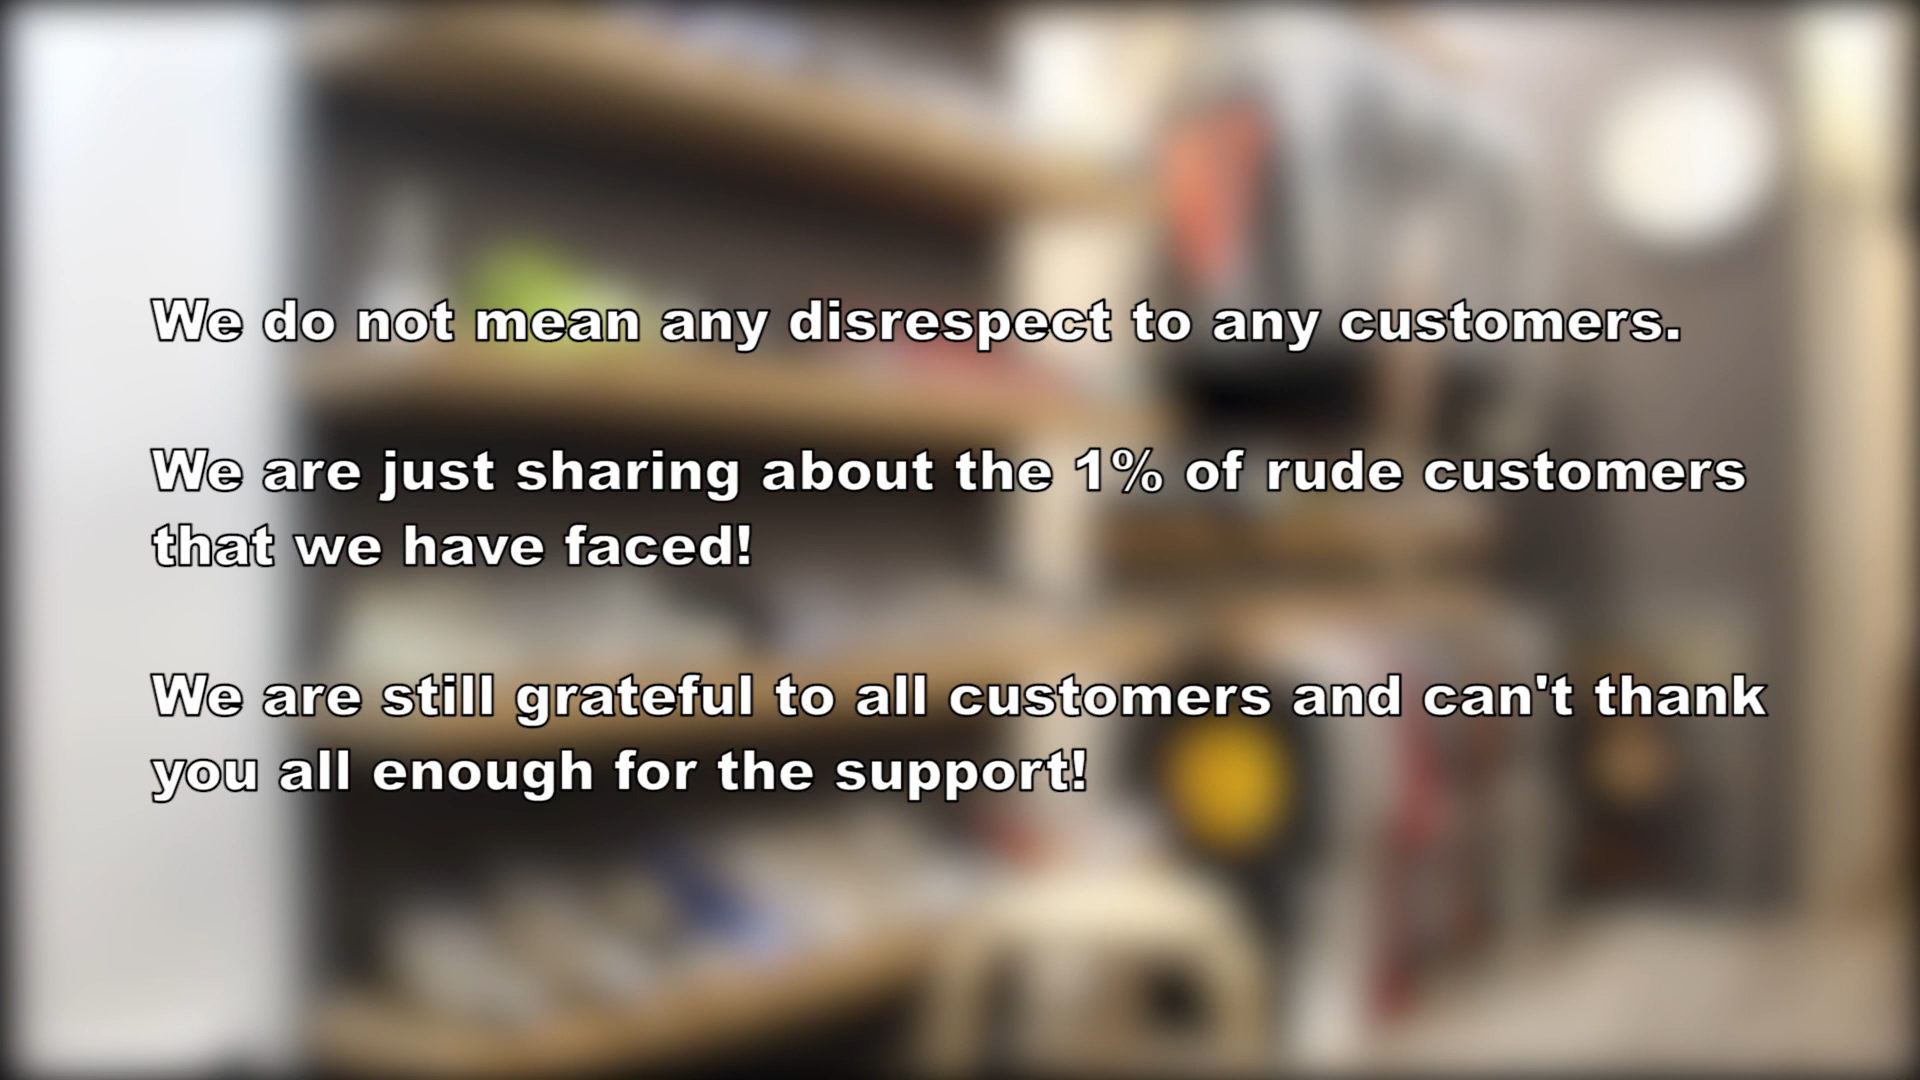 We do not mean any disrespect to any customers.
We are just sharing about the 1% of rude customers
that we have faced!
We are still grateful to all customers and can't thank
you all enough for the support!